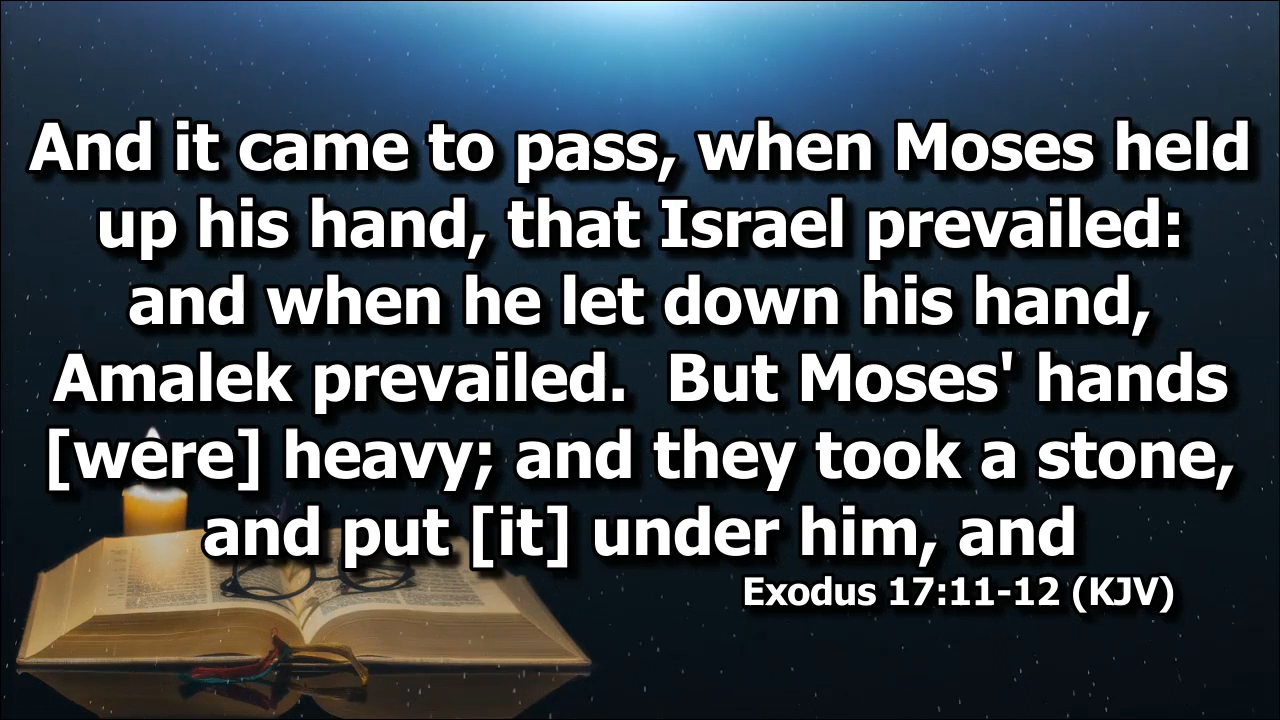 And it came to pass, when Moses held
up his hand, that Israel prevailed:
and when he let down his hand,
Amalek prevailed.  But Moses' hands
[were] heavy; and they took a stone,
and put [it] under him, and
Exodus 17:11-12 (KJV)